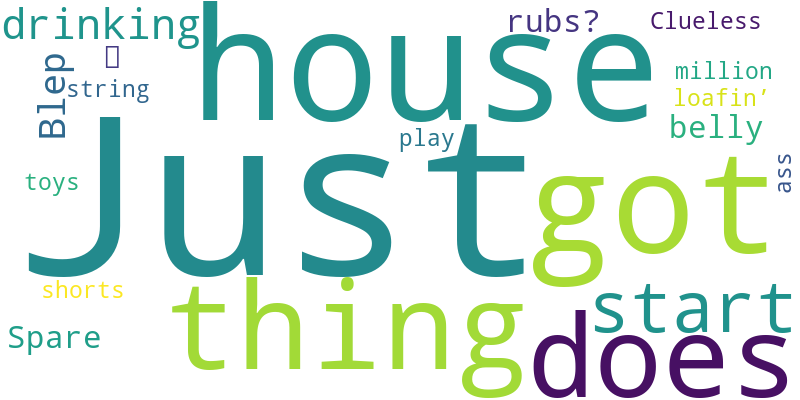 drinking
house
rubs?
Clueless
Blep
string
million
loafin’
belly
play
Just
ass
toys
got
shorts
thing
start
Spare
does